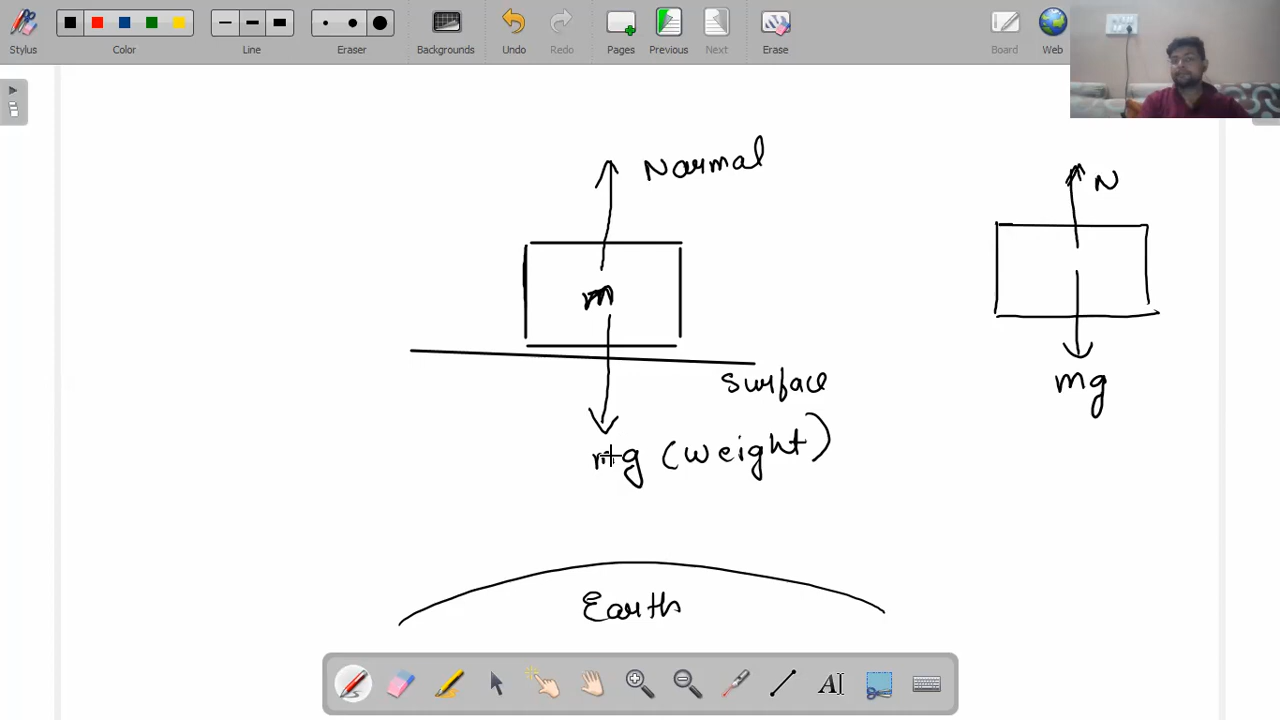 Stylus
Color
Line
Eraser
Backgrounds
Undo
Redo
Pages
Previous
Next
Erase
Board
Web
Normal
N
m
surface
mg
mg (weight)
Earth
AI